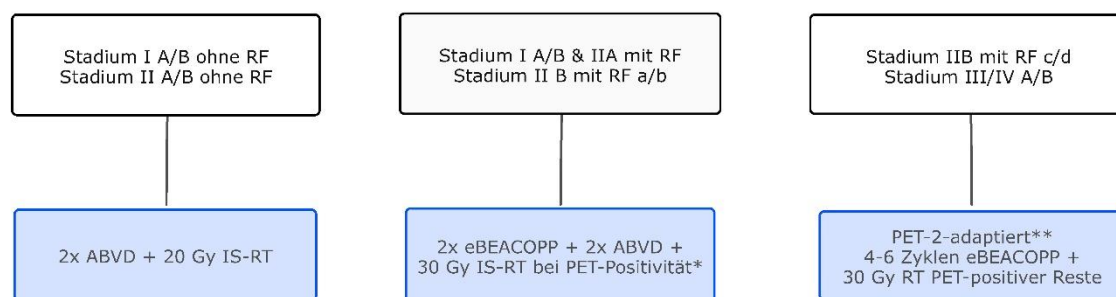 Stadium I A/B ohne RF
Stadium II A/B ohne RF
Stadium I A/B & IIA mit RF
Stadium II B mit RF a/b
Stadium IIB mit RF c/d
Stadium III/IV A/B
2x ABVD + 20 Gy IS-RT
2x eBEACOPP + 2x ABVD +
30 Gy IS-RT bei PET-Positivität*
PET-2-adaptiert**
4-6 Zyklen eBEACOPP +
30 Gy RT PET-positiver Reste